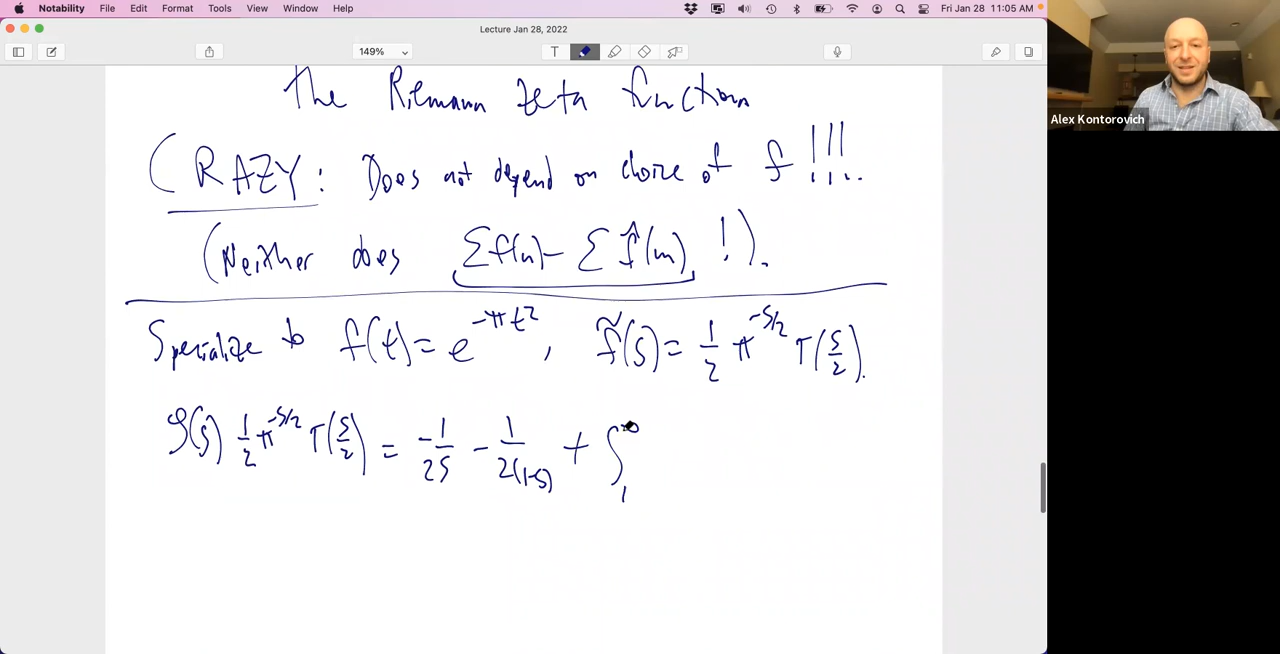 Notability File Edit Format Tools View Window Help Fri Jan 28 11:05 AM
Lecture Jan 28, 2022
149% T
Alex Kontorovich
the Riemann zeta function
CRAZY: Does not depend on choice of f!!!!
(Neither does Σf(n) - Σf̂(m) !).
Specialize to f(t) = e^{-πt²}, f̃(s) = 1/2 π^{-s/2} Γ(s/2).
ζ(s) 1/2 π^{-s/2} Γ(s/2) = -1/2s - 1/2(1-s) + ∫₁^∞